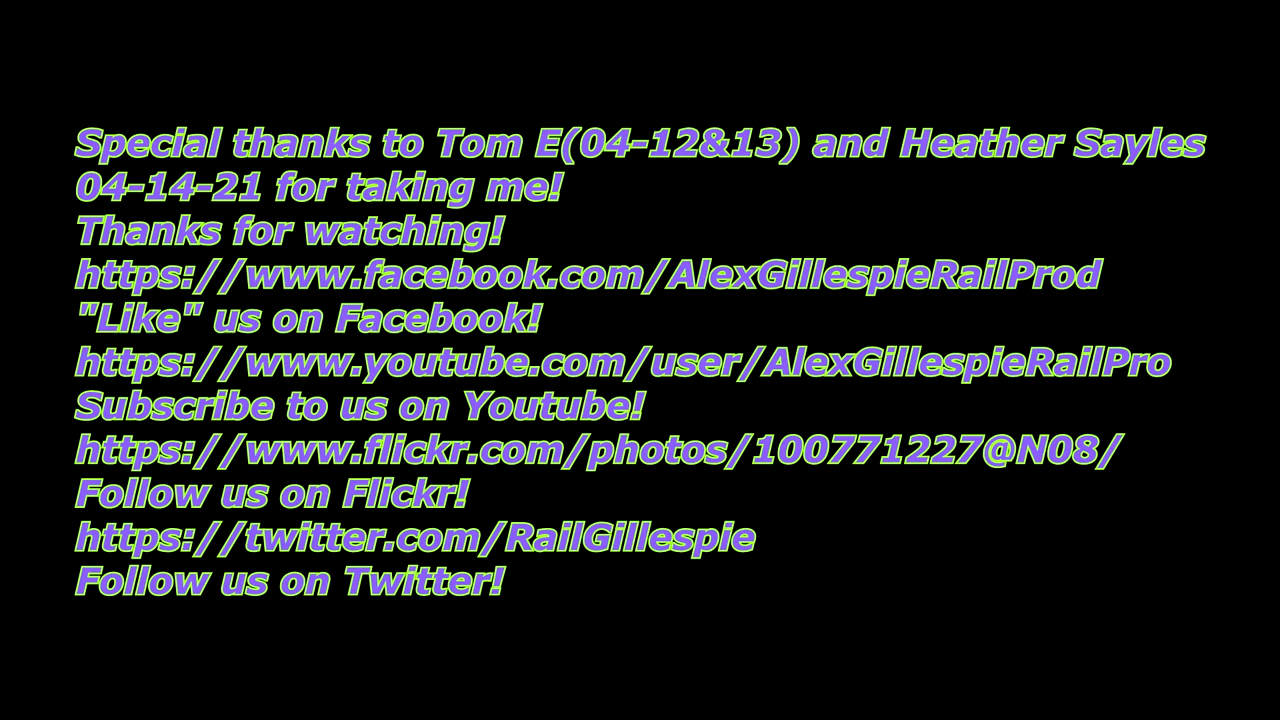 Special thanks to Tom E(04-12&13) and Heather Sayles
04-14-21 for taking me!
Thanks for watching!
https://www.facebook.com/AlexGillespieRailProd
"Like" us on Facebook!
https://www.youtube.com/user/AlexGillespieRailPro
Subscribe to us on Youtube!
https://www.flickr.com/photos/100771227@N08/
Follow us on Flickr!
https://twitter.com/RailGillespie
Follow us on Twitter!